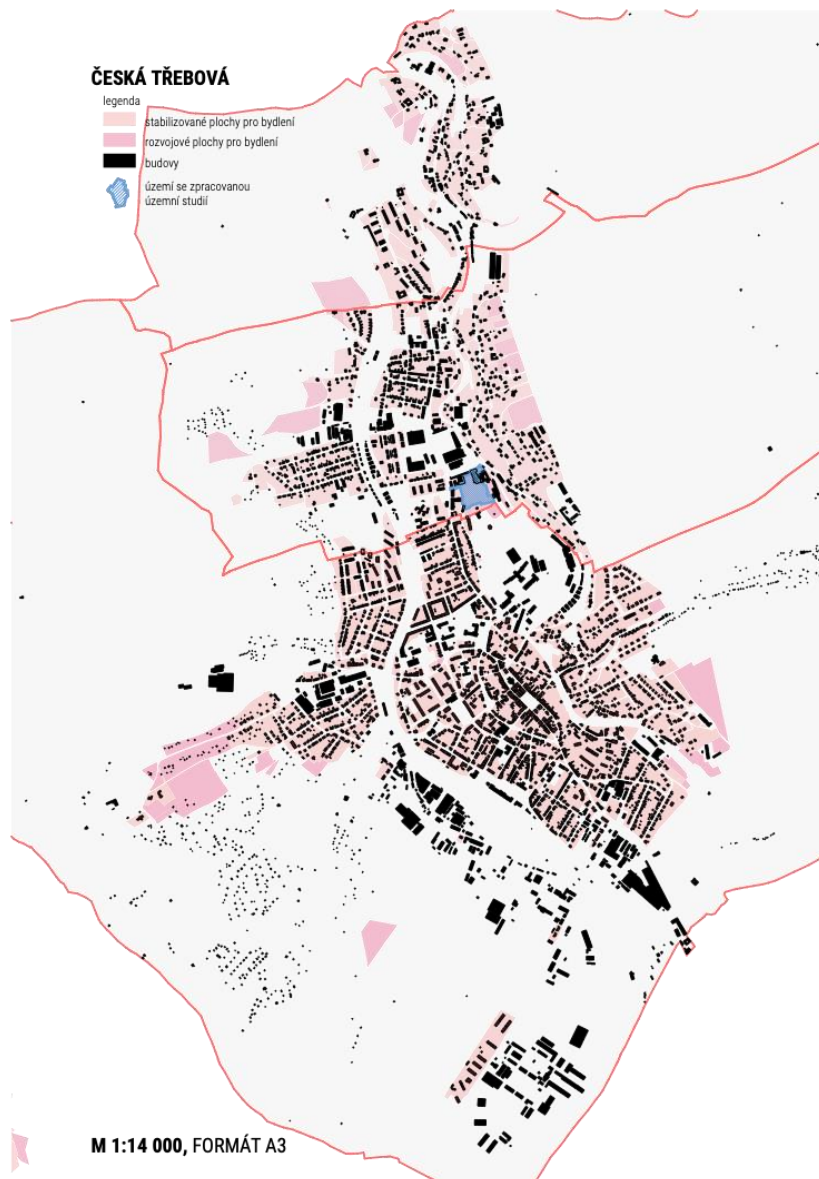 ČESKÁ TŘEBOVÁ
legenda
stabilizované plochy pro bydlení
rozvojové plochy pro bydlení
budovy
území se zpracovanou
územní studií
M 1:14 000, FORMÁT A3